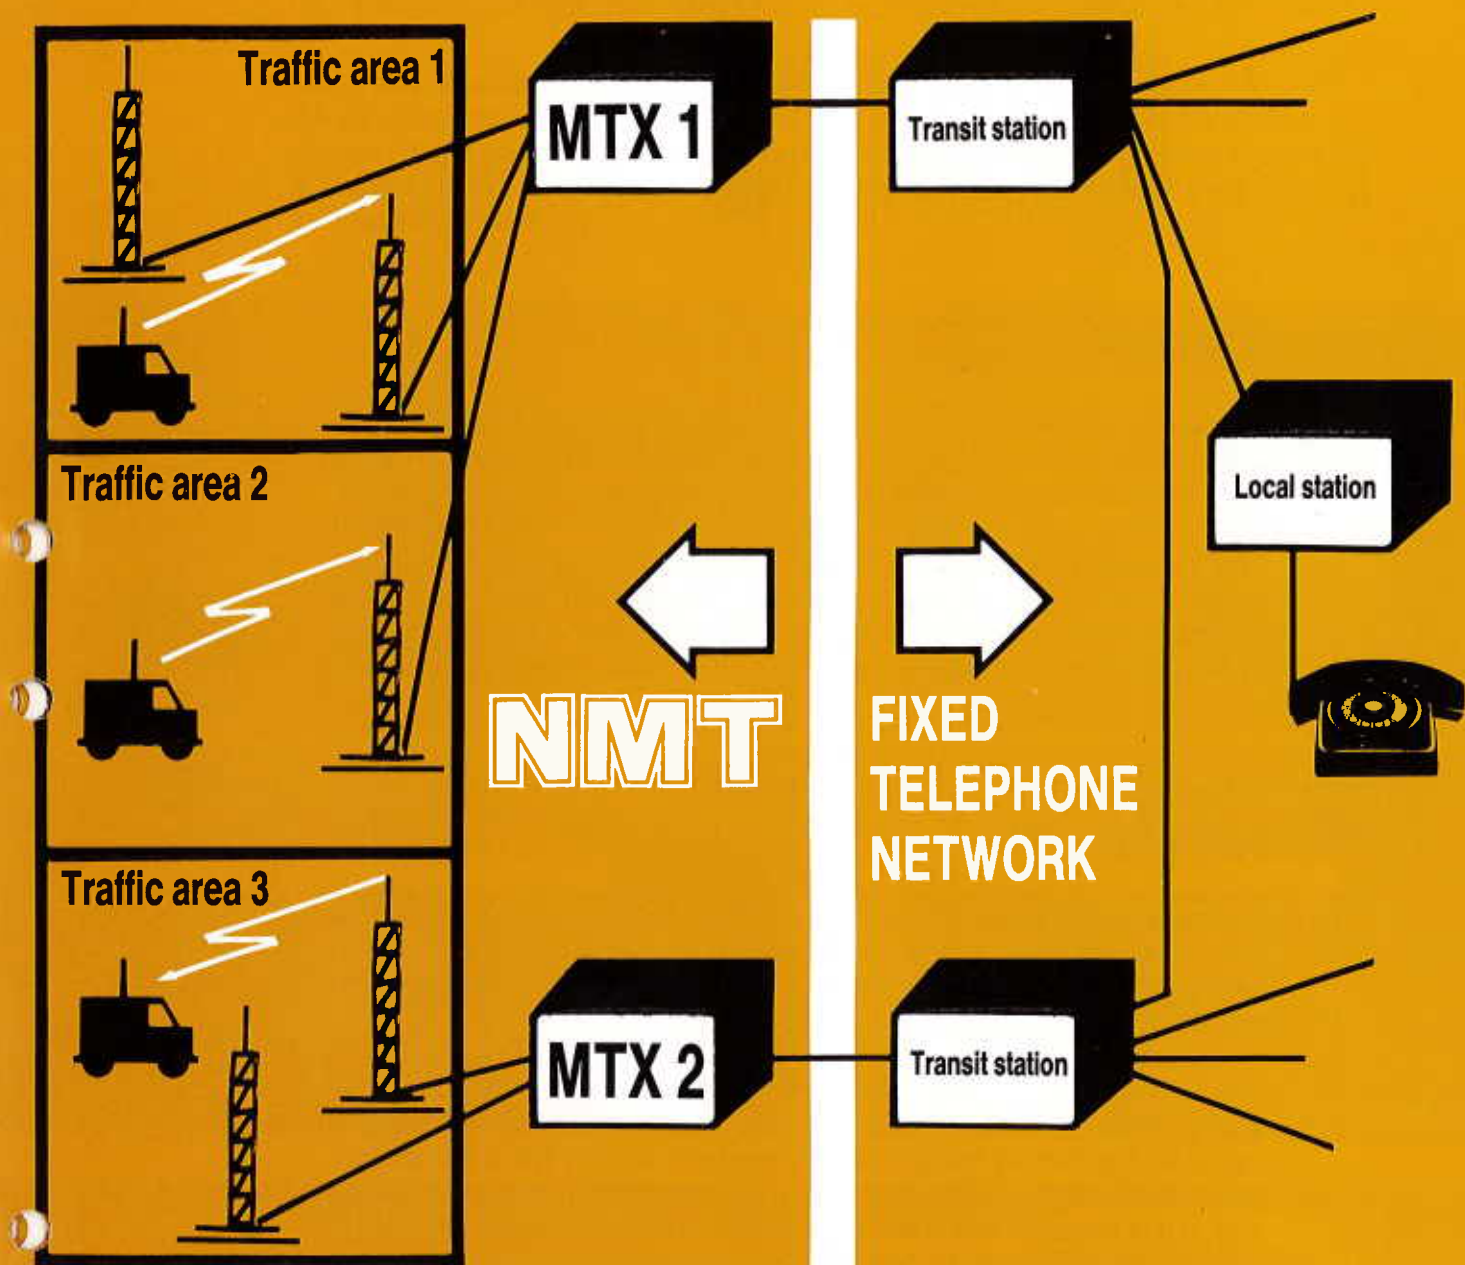 Traffic area 1
MTX 1
Transit station
Traffic area 2
Local station
NMT
FIXED
TELEPHONE
NETWORK
Traffic area 3
MTX 2
Transit station